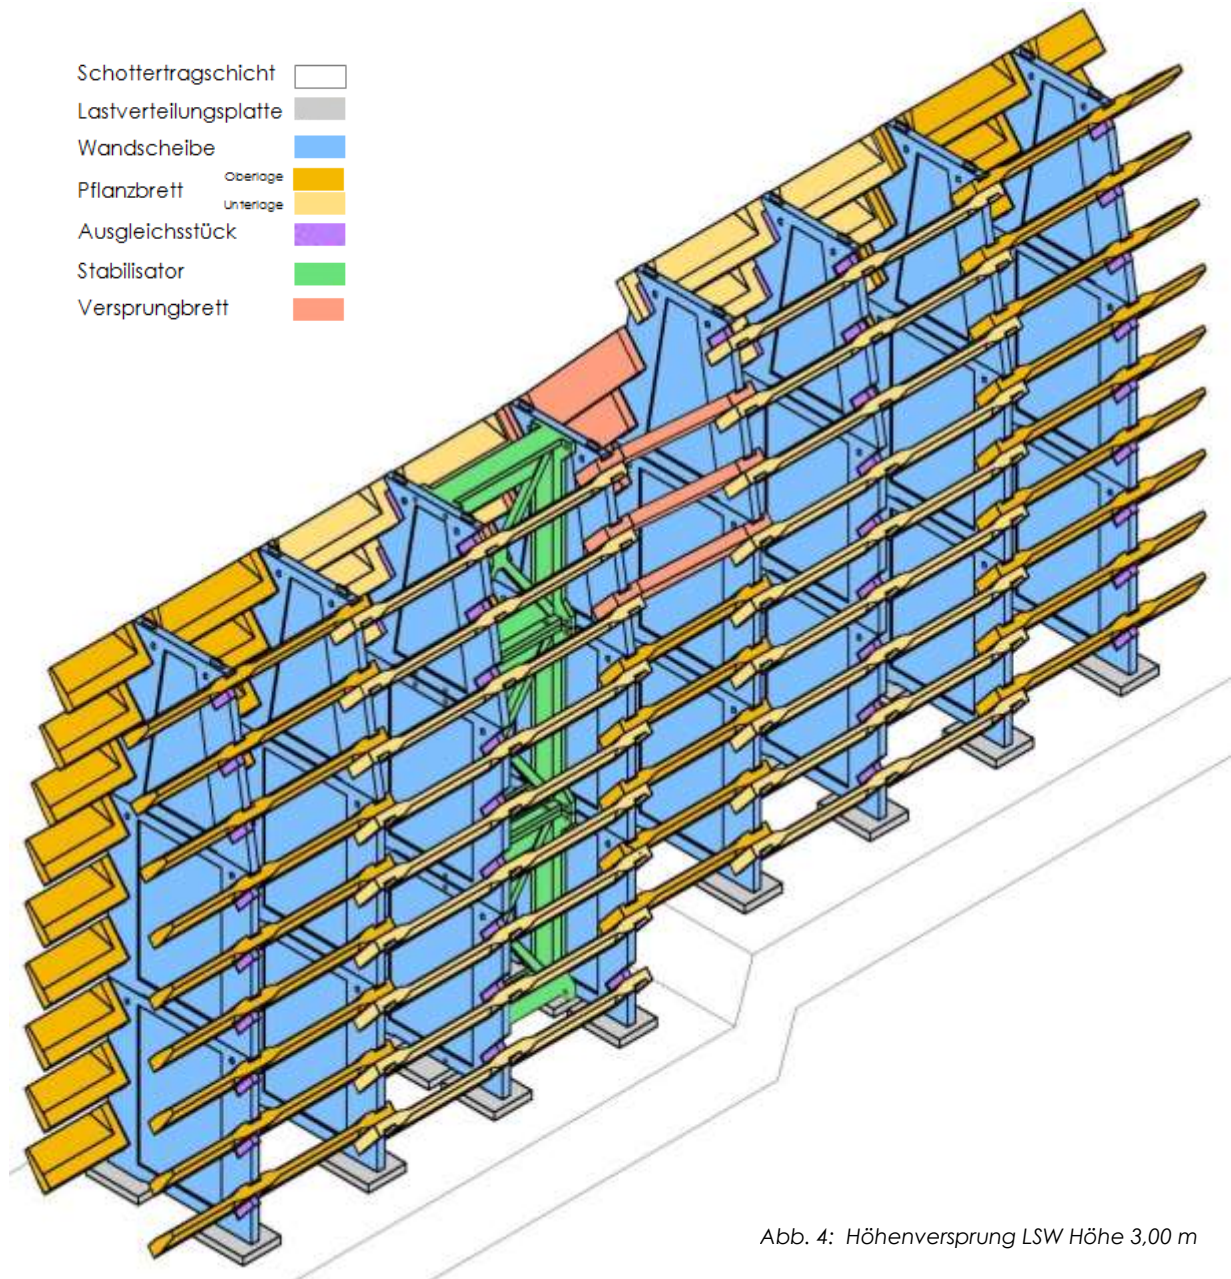 Schottertragschicht
Lastverteilungsplatte
Wandscheibe
Pflanzbrett Oberlage
Unterlage
Ausgleichsstück
Stabilisator
Versprungbrett
Abb. 4: Höhenversprung LSW Höhe 3,00 m